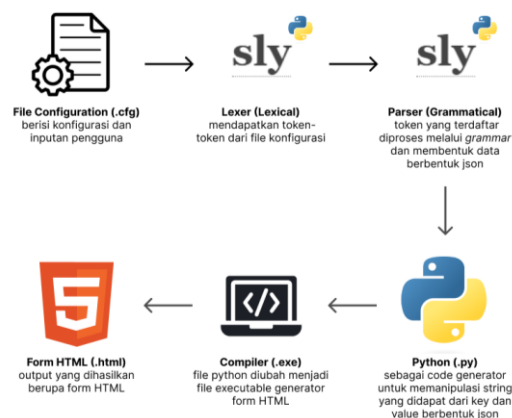 sly
sly
File Configuration (.cfg)
berisi konfigurasi dan
inputan pengguna
Lexer (Lexical)
mendapatkan token-
token dari file konfigurasi
Parser (Grammatical)
token yang terdaftar
diproses melalui grammar
dan membentuk data
berbentuk json
5
</>
Form HTML (.html)
output yang dihasilkan
berupa form HTML
Compiler (.exe)
file python diubah menjadi
file executable generator
form HTML
Python (.py)
sebagai code generator
untuk memanipulasi string
yang didapat dari key dan
value berbentuk json